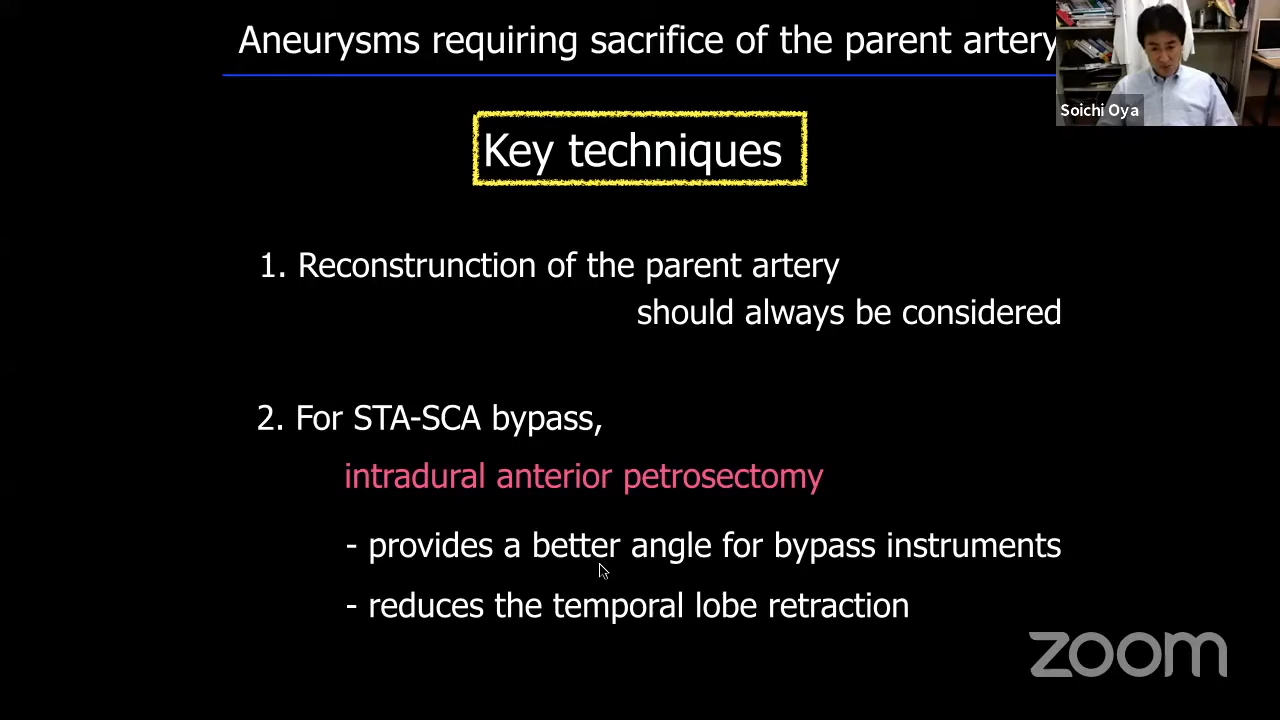 Aneurysms requiring sacrifice of the parent artery
Soichi Oya
Key techniques
1. Reconstrunction of the parent artery
should always be considered
2. For STA-SCA bypass,
intradural anterior petrosectomy
- provides a better angle for bypass instruments
- reduces the temporal lobe retraction
zoom